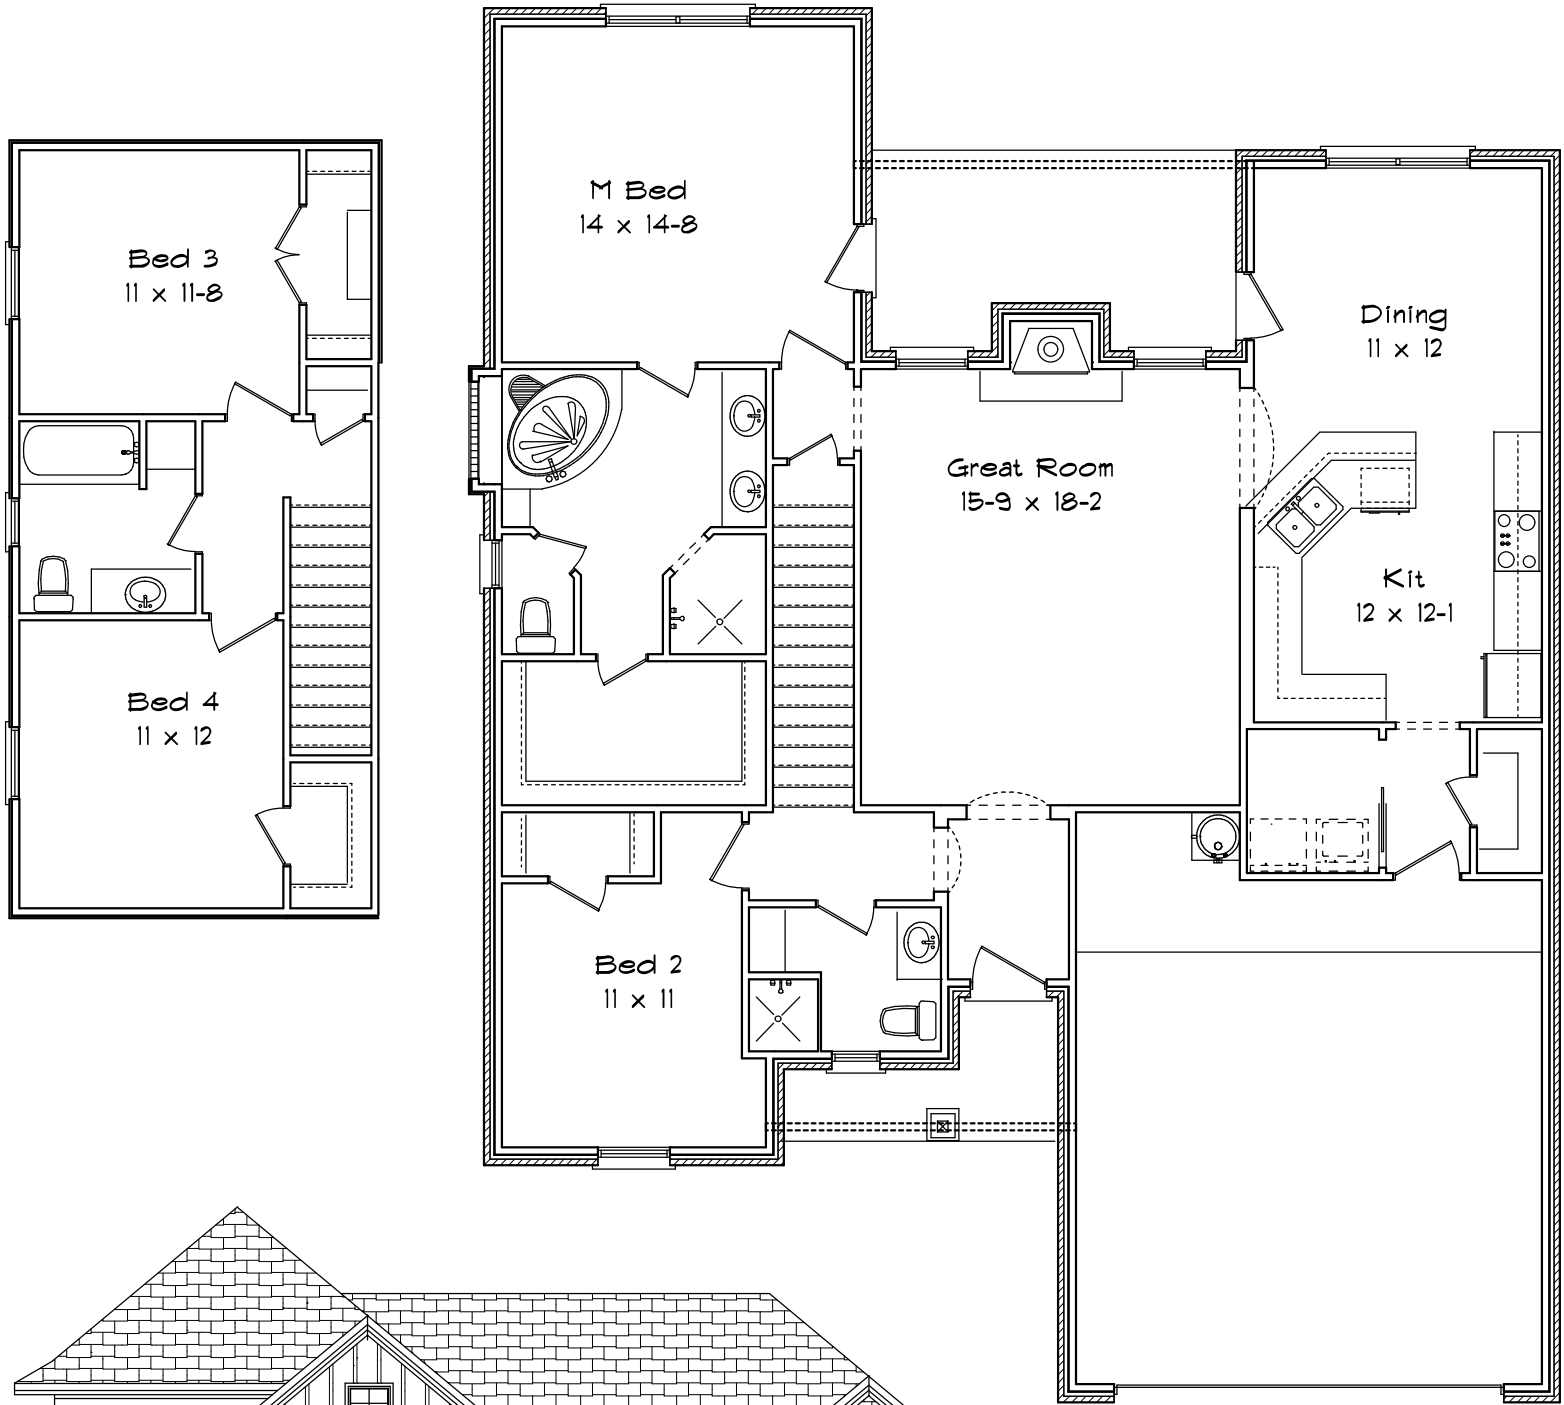 M Bed
14 x 14-8
Bed 3
11 x 11-8
Dining
11 x 12
Great Room
15-9 x 18-2
Kit
12 x 12-1
Bed 4
11 x 12
Bed 2
11 x 11